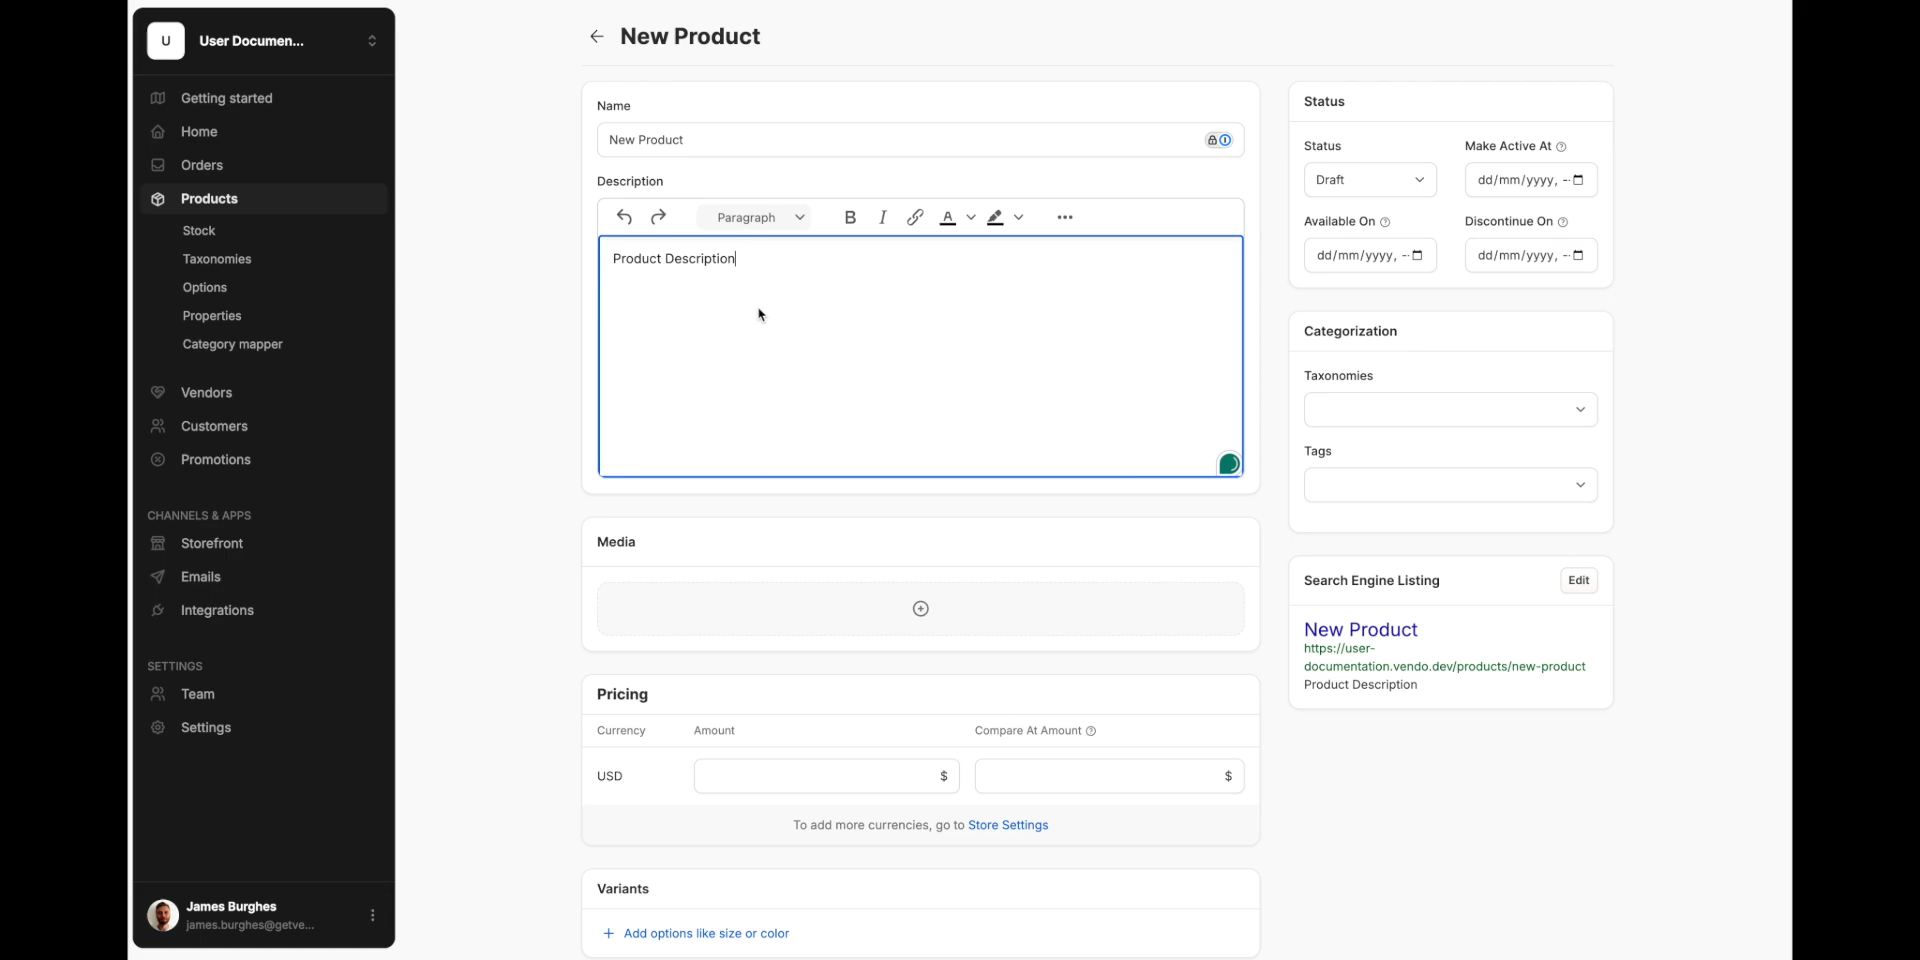 U
User Documen...
Getting started
Home
Orders
Products
Stock
Taxonomies
Options
Properties
Category mapper
Vendors
Customers
Promotions
CHANNELS & APPS
Storefront
Emails
Integrations
SETTINGS
Team
Settings
James Burghes
james.burghes@getve...
New Product
Name
New Product
Description
Paragraph
B
I
A
Product Description
Media
Pricing
Currency
Amount
Compare At Amount
USD
$
$
To add more currencies, go to Store Settings
Variants
+ Add options like size or color
Status
Status
Make Active At
Draft
dd/mm/yyyy, --
Available On
Discontinue On
dd/mm/yyyy, --
dd/mm/yyyy, --
Categorization
Taxonomies
Tags
Search Engine Listing
Edit
New Product
https://user-
documentation.vendo.dev/products/new-product
Product Description